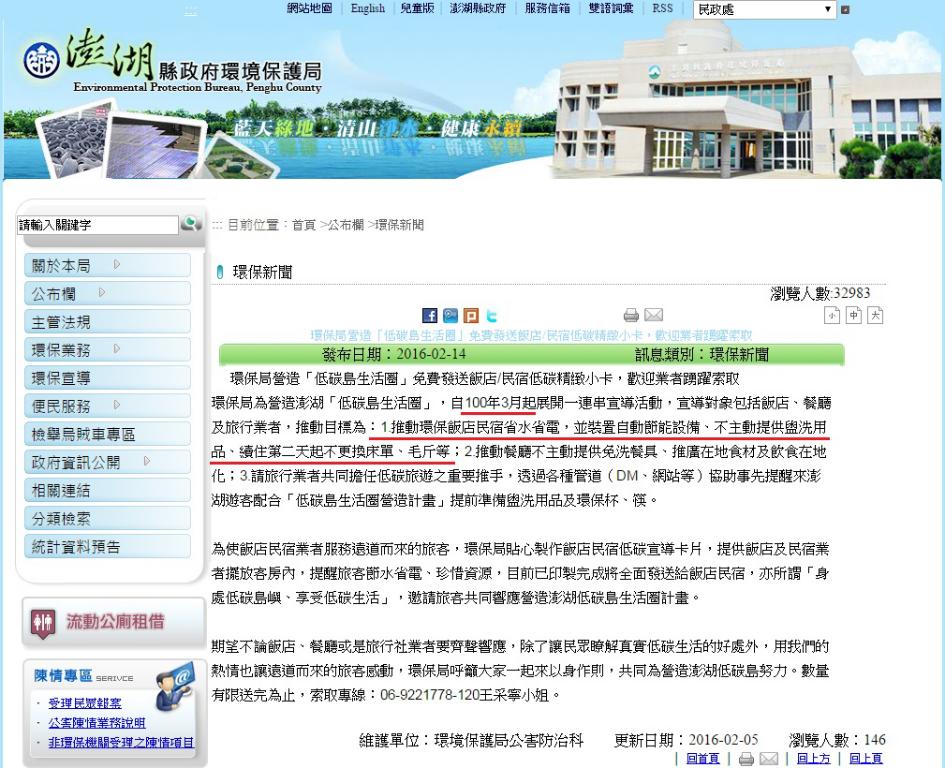 網站地圖 English 兒童版 澎湖縣政府 服務信箱 雙語詞彙 RSS 民政處
澎湖縣政府環境保護局
Environmental Protection Bureau, Penghu County
藍天綠地・清山淨水・健康永續
請輸入關鍵字
::: 目前位置：首頁 >公布欄 >環保新聞
關於本局
公布欄
主管法規
環保業務
環保宣導
便民服務
檢舉烏賊車專區
政府資訊公開
相關連結
分類檢索
統計資料預告
流動公廁租借
陳情專區 SERIVCE
・ 受理民眾報案
・ 公害陳情業務說明
・ 非環保機關受理之陳情項目
環保新聞
瀏覽人數:32983
小 中 大
環保局營造「低碳島生活圈」免費發送飯店/民宿低碳精緻小卡，歡迎業者踴躍索取
發布日期：2016-02-14 訊息類別：環保新聞
環保局營造「低碳島生活圈」免費發送飯店/民宿低碳精緻小卡，歡迎業者踴躍索取
環保局為營造澎湖「低碳島生活圈」，自100年3月起展開一連串宣導活動，宣導對象包括飯店、餐廳
及旅行業者，推動目標為：1.推動環保飯店民宿省水省電，並裝置自動節能設備、不主動提供盥洗用
品、續住第二天起不更換床單、毛斤等；2.推動餐廳不主動提供免洗餐具、推廣在地食材及飲食在地
化；3.請旅行業者共同擔任低碳旅遊之重要推手，透過各種管道（DM、網站等）協助事先提醒來澎
湖遊客配合「低碳島生活圈營造計畫」提前準備盥洗用品及環保杯、筷。
為使飯店民宿業者服務遠道而來的旅客，環保局貼心製作飯店民宿低碳宣導卡片，提供飯店及民宿業
者擺放客房內，提醒旅客節水省電、珍惜資源，目前已印製完成將全面發送給飯店民宿，亦所謂「身
處低碳島嶼、享受低碳生活」，邀請旅客共同響應營造澎湖低碳島生活圈計畫。
期望不論飯店、餐廳或是旅行社業者要齊聲響應，除了讓民眾瞭解真實低碳生活的好處外，用我們的
熱情也讓遠道而來的旅客感動，環保局呼籲大家一起來以身作則，共同為營造澎湖低碳島努力。數量
有限送完為止，索取專線：06-9221778-120王采寧小姐。
維護單位：環境保護局公害防治科 更新日期：2016-02-05 瀏覽人數：146
| 回首頁 | | 回上方 | 回上頁